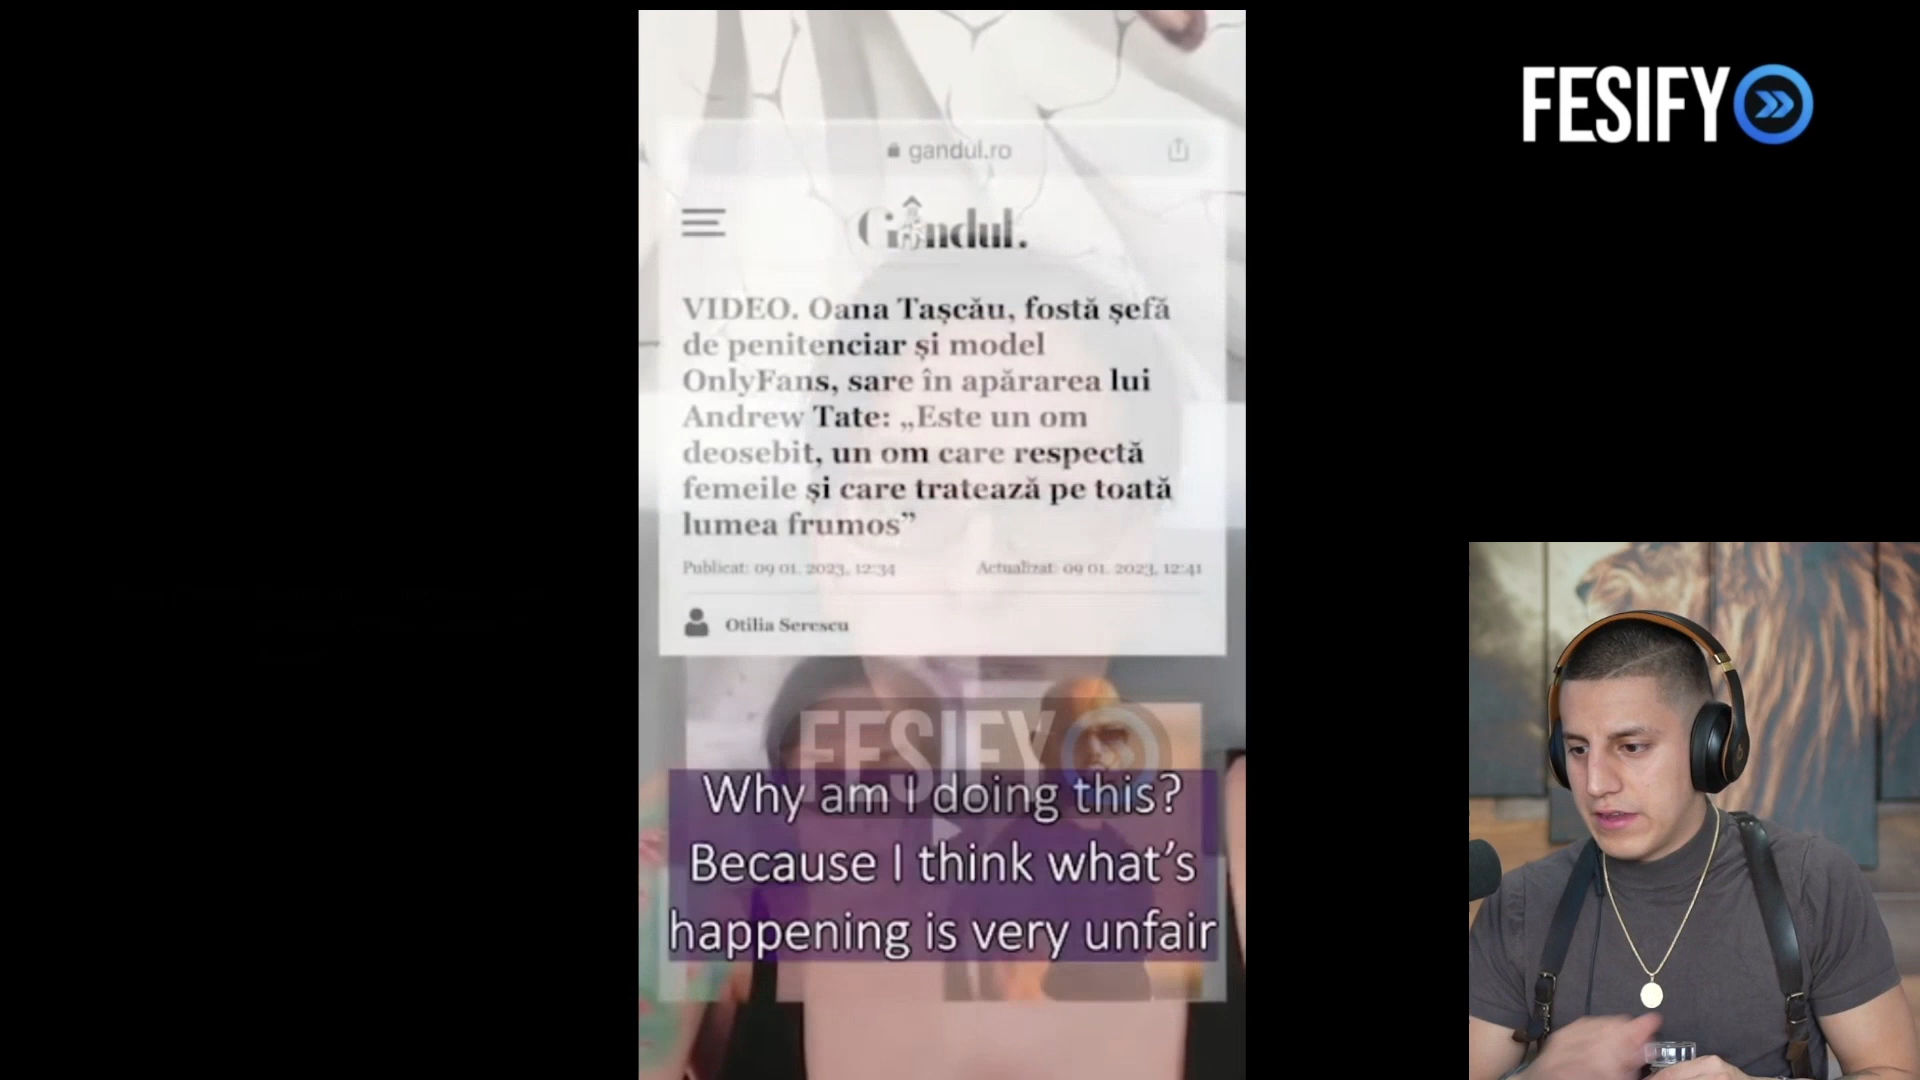 FESIFY
gandul.ro
Gândul.
VIDEO. Oana Tașcău, fostă șefă
de penitenciar și model
OnlyFans, sare în apărarea lui
Andrew Tate: „Este un om
deosebit, un om care respectă
femeile și care tratează pe toată
lumea frumos”
Publicat: 09 01. 2023, 12:34
Actualizat: 09 01. 2023, 12:41
Otilia Serescu
FESIFY
Why am I doing this?
Because I think what’s
happening is very unfair